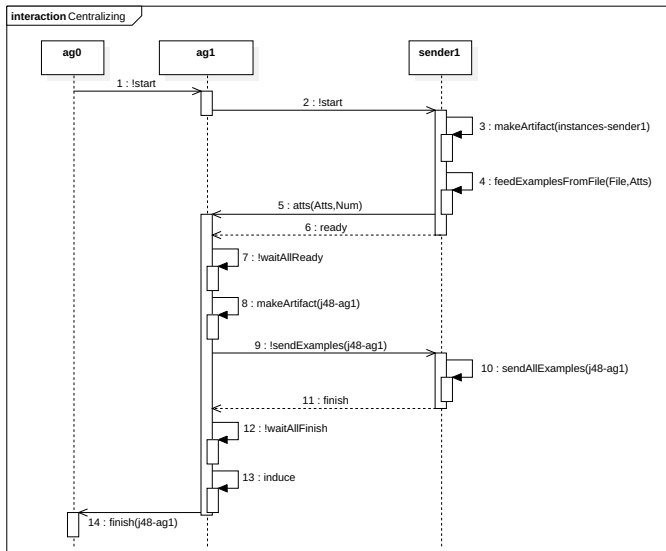 interaction Centralizing
ag0
ag1
sender1
1 : !start
2 : !start
3 : makeArtifact(instances-sender1)
4 : feedExamplesFromFile(File,Atts)
5 : atts(Atts,Num)
6 : ready
7 : !waitAllReady
8 : makeArtifact(j48-ag1)
9 : !sendExamples(j48-ag1)
10 : sendAllExamples(j48-ag1)
11 : finish
12 : !waitAllFinish
13 : induce
14 : finish(j48-ag1)